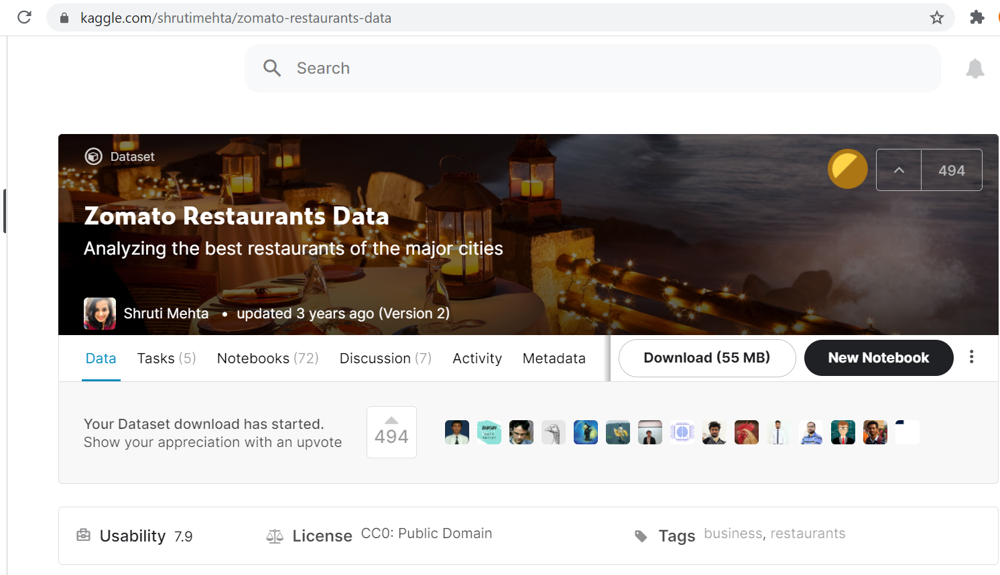 kaggle.com/shrutimehta/zomato-restaurants-data
Search
Dataset
494
Zomato Restaurants Data
Analyzing the best restaurants of the major cities
Shruti Mehta • updated 3 years ago (Version 2)
Data Tasks (5) Notebooks (72) Discussion (7) Activity Metadata Download (55 MB) New Notebook
Your Dataset download has started.
Show your appreciation with an upvote
494
BUKUN
DATA
ARTIST
Usability 7.9 License CC0: Public Domain Tags business, restaurants